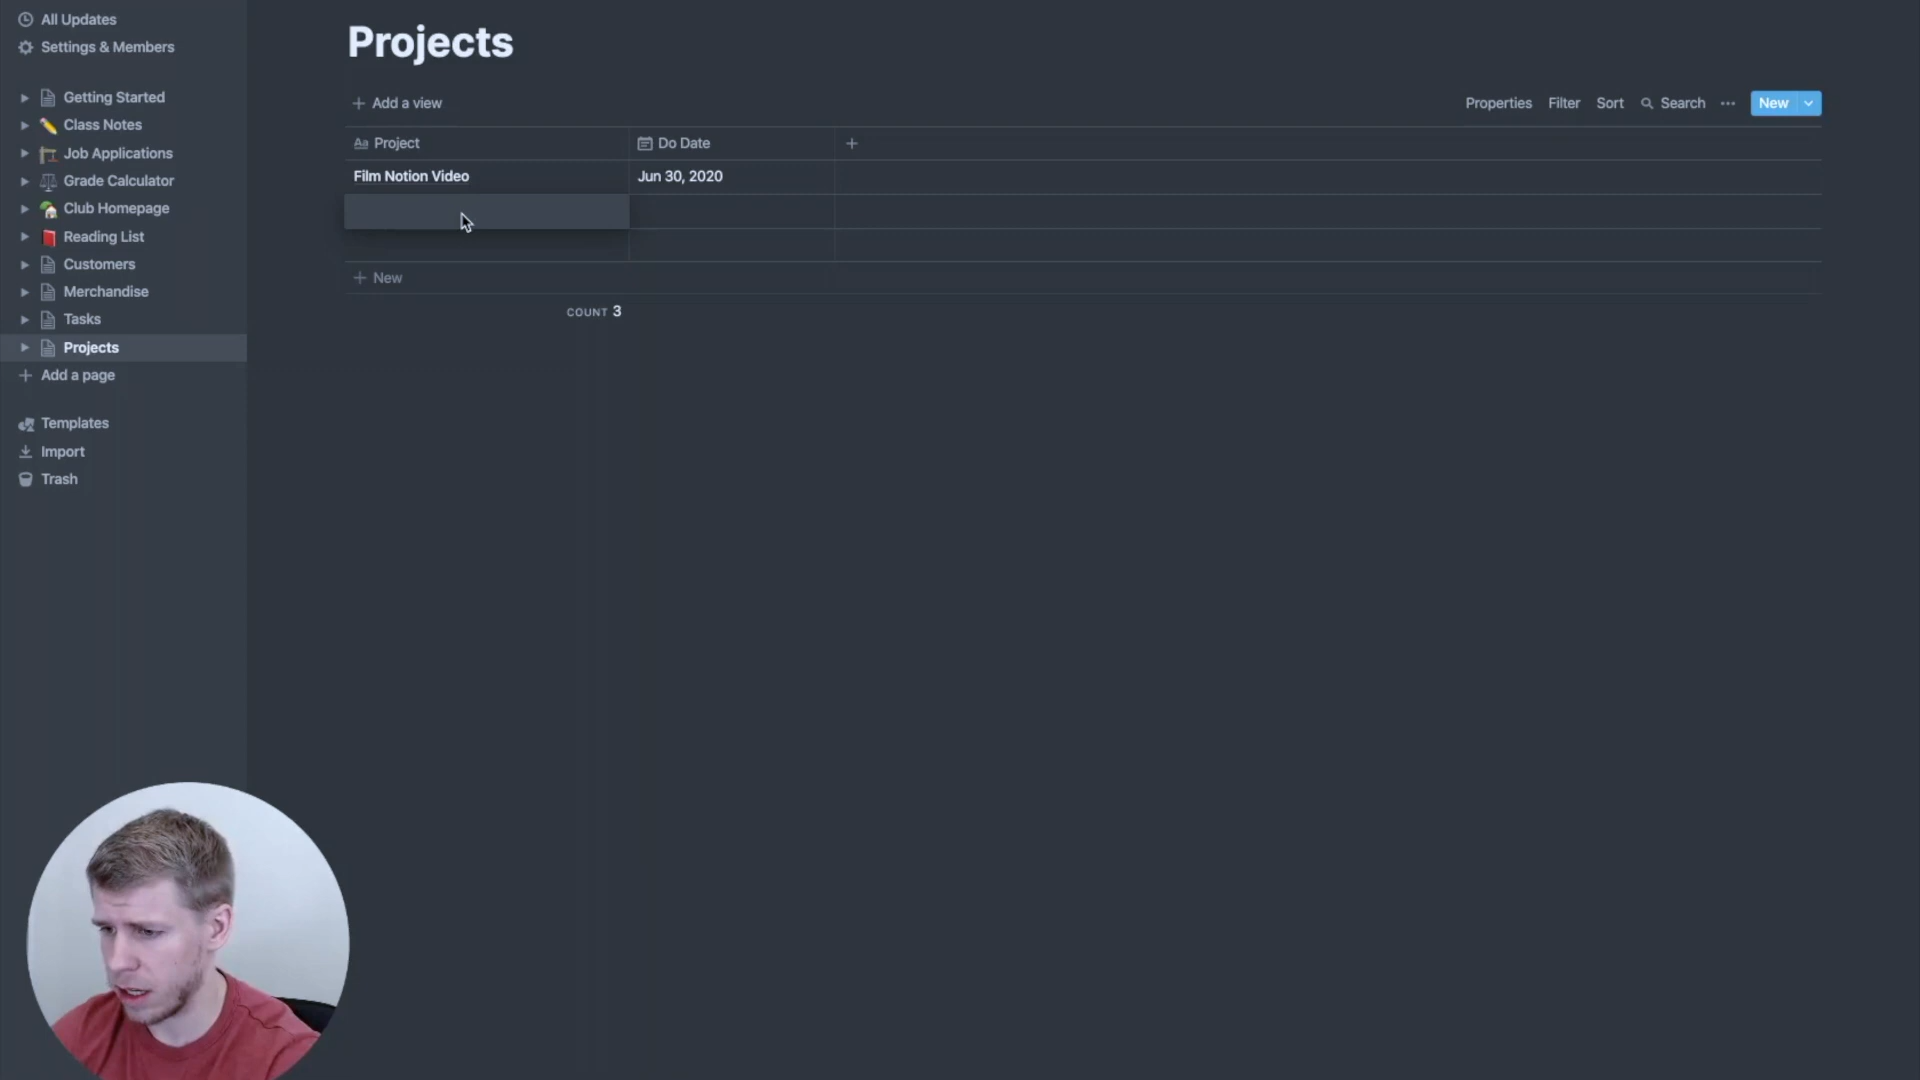 All Updates
Settings & Members
Getting Started
Class Notes
Job Applications
Grade Calculator
Club Homepage
Reading List
Customers
Merchandise
Tasks
Projects
Add a page
Templates
Import
Trash
Projects
Add a view
Properties Filter Sort Search ••• New
Aa Project Do Date
Film Notion Video Jun 30, 2020
New
COUNT 3